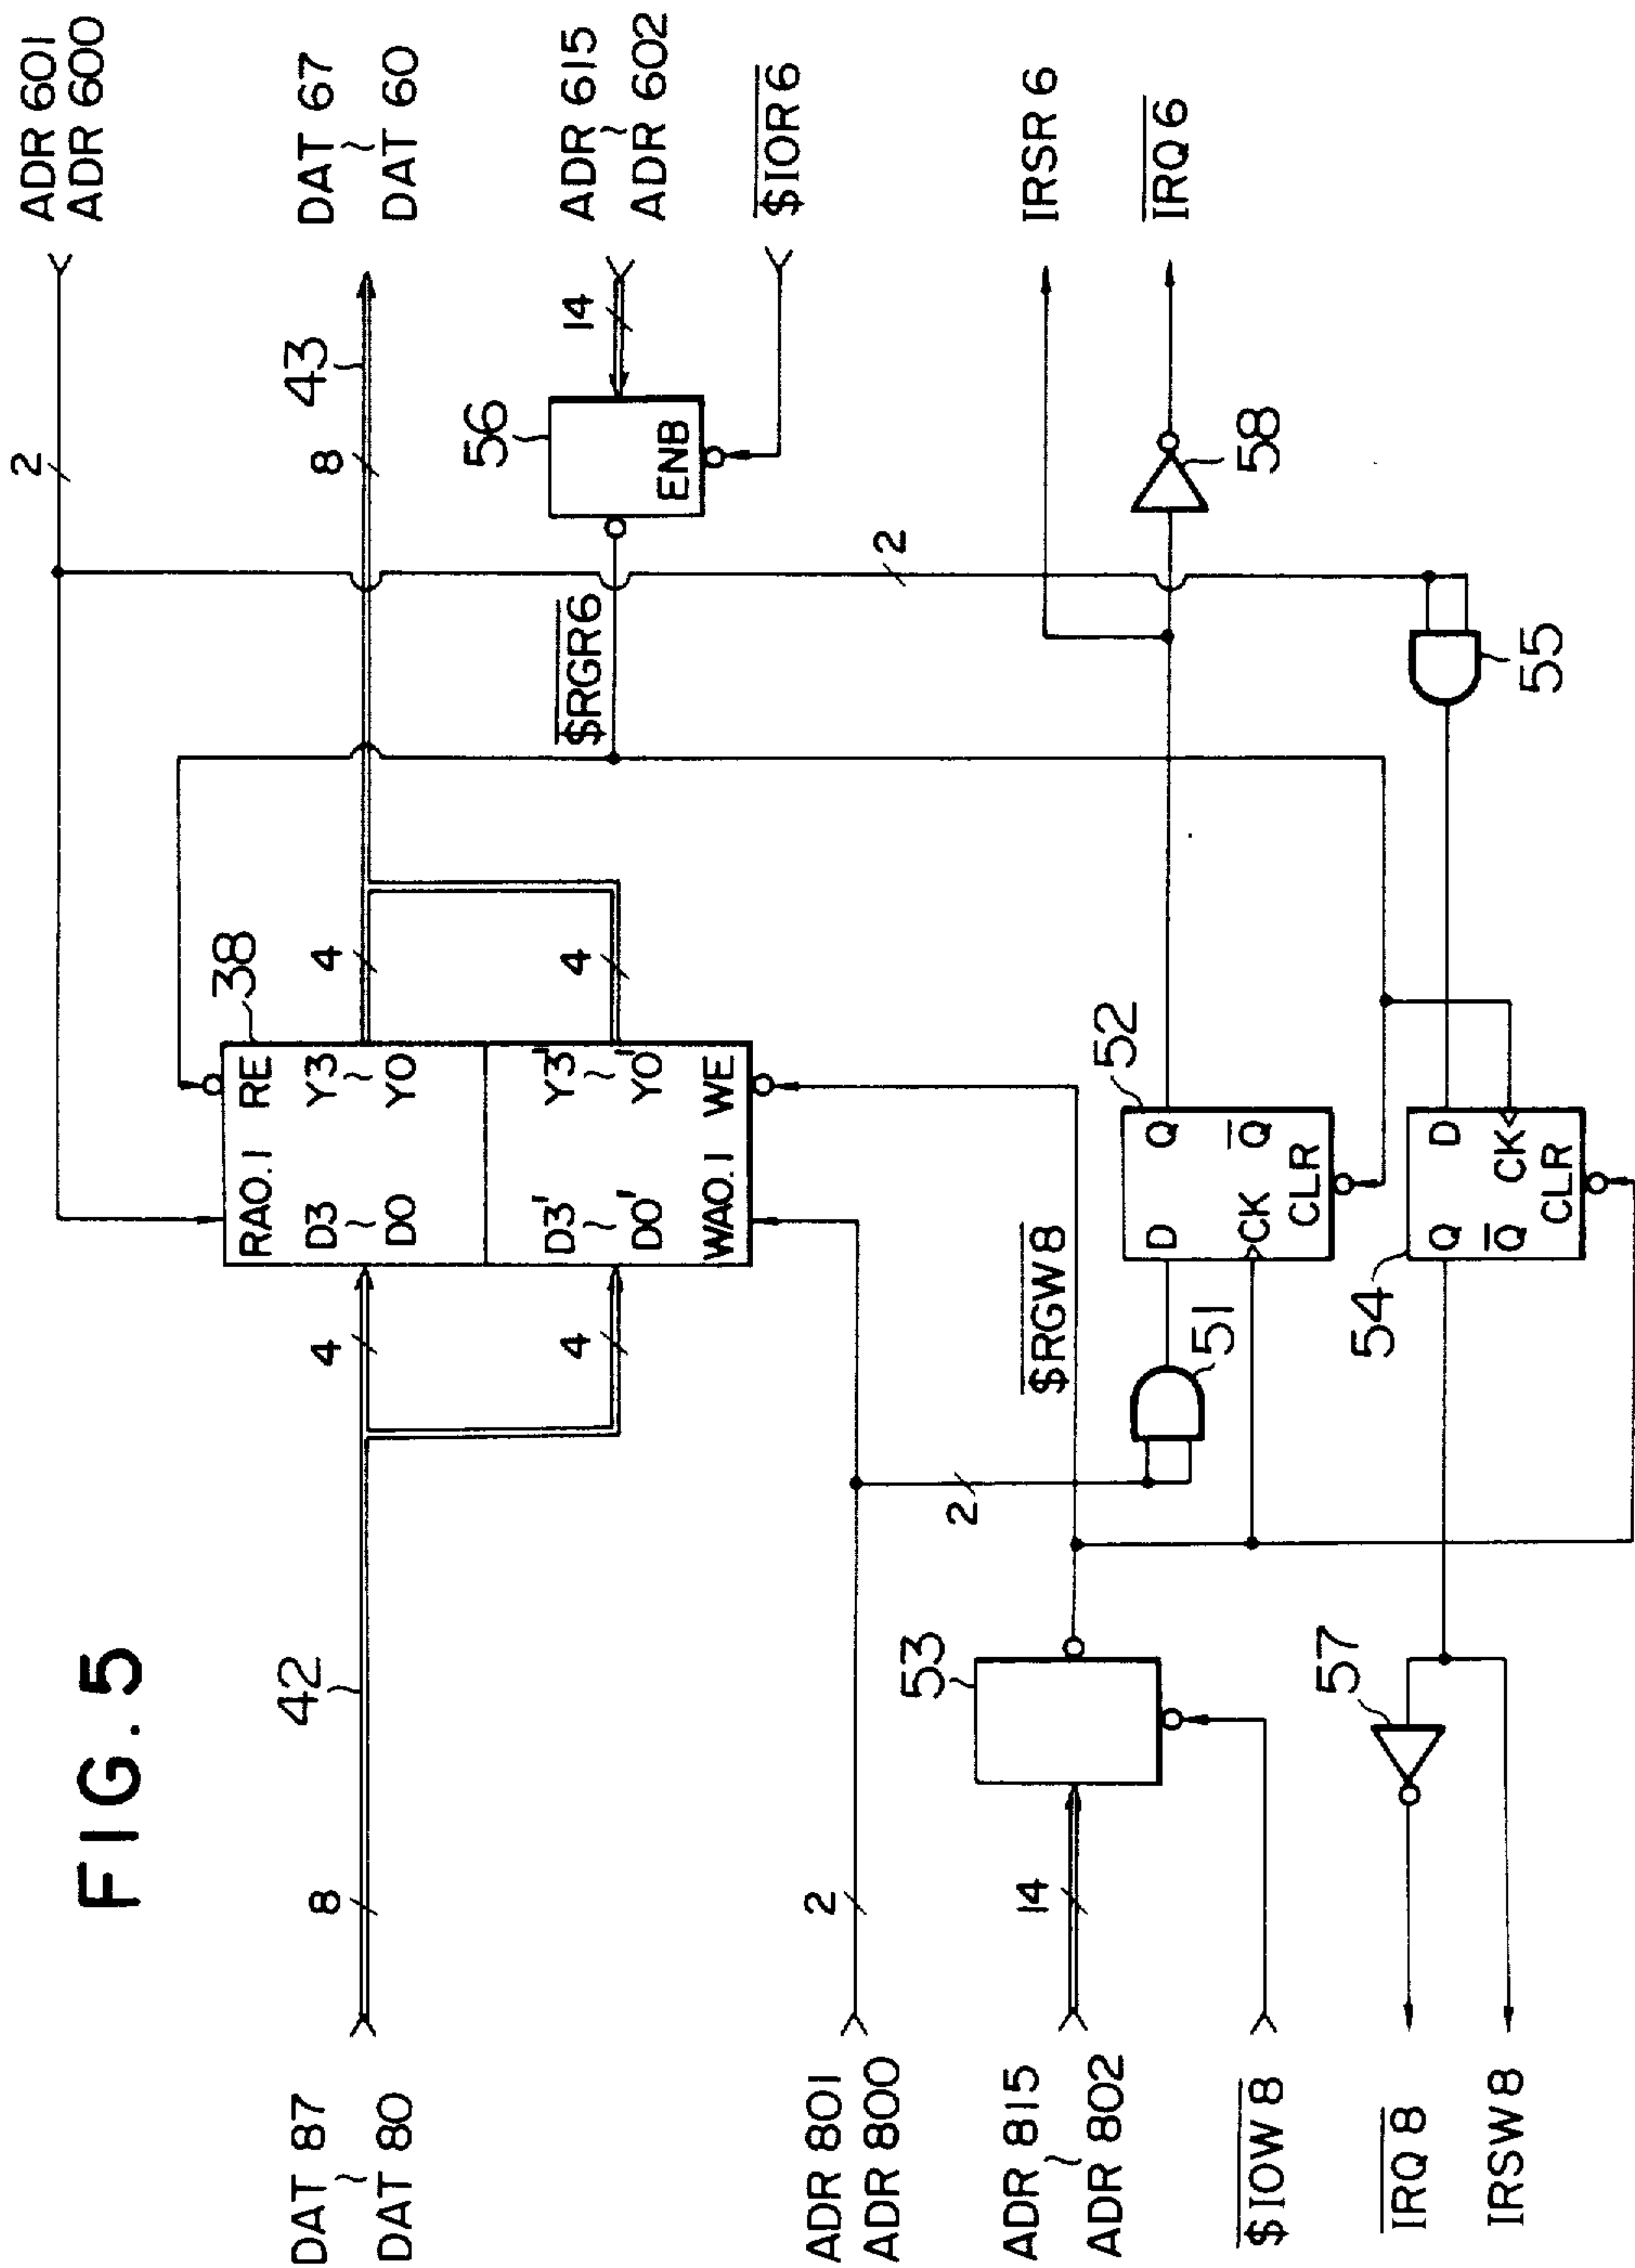 FIG. 5
DAT 87
~
DAT 80
8
42
4
4
ADR 801
ADR 800
2
ADR 815
~
ADR 802
14
53
$IOW 8
IRQ 8
IRSW 8
57
2
$RGW 8
51
38
RA0.1 RE
D3 Y3
~ ~
D0 Y0
D3' Y3'
~ ~
D0' Y0'
WA0.1 WE
4
4
52
D Q
CK Q
CLR
54
Q D
Q CK
CLR
$RGR6
56
ENB
55
58
2
8
43
2
14
ADR 601
ADR 600
DAT 67
~
DAT 60
ADR 615
~
ADR 602
$IOR 6
IRSR 6
IRQ 6